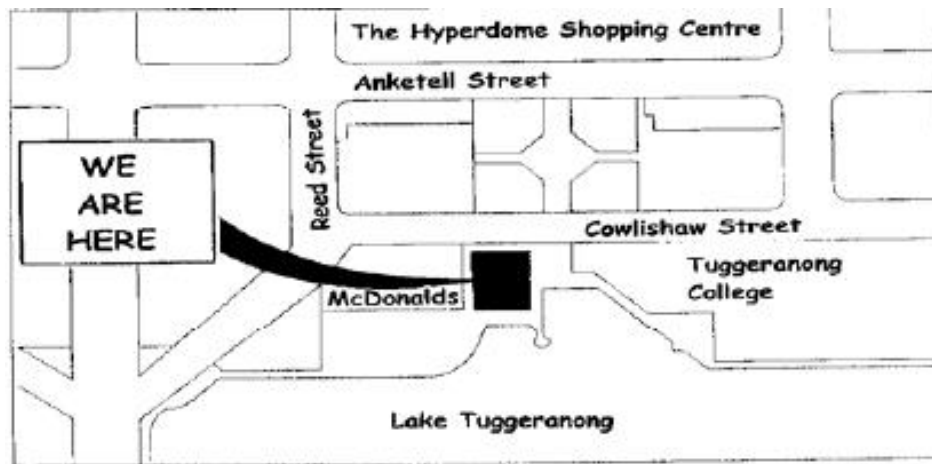 The Hyperdome Shopping Centre
Anketell Street
Reed Street
WE
ARE
HERE
Cowlishaw Street
Tuggeranong
College
McDonalds
Lake Tuggeranong